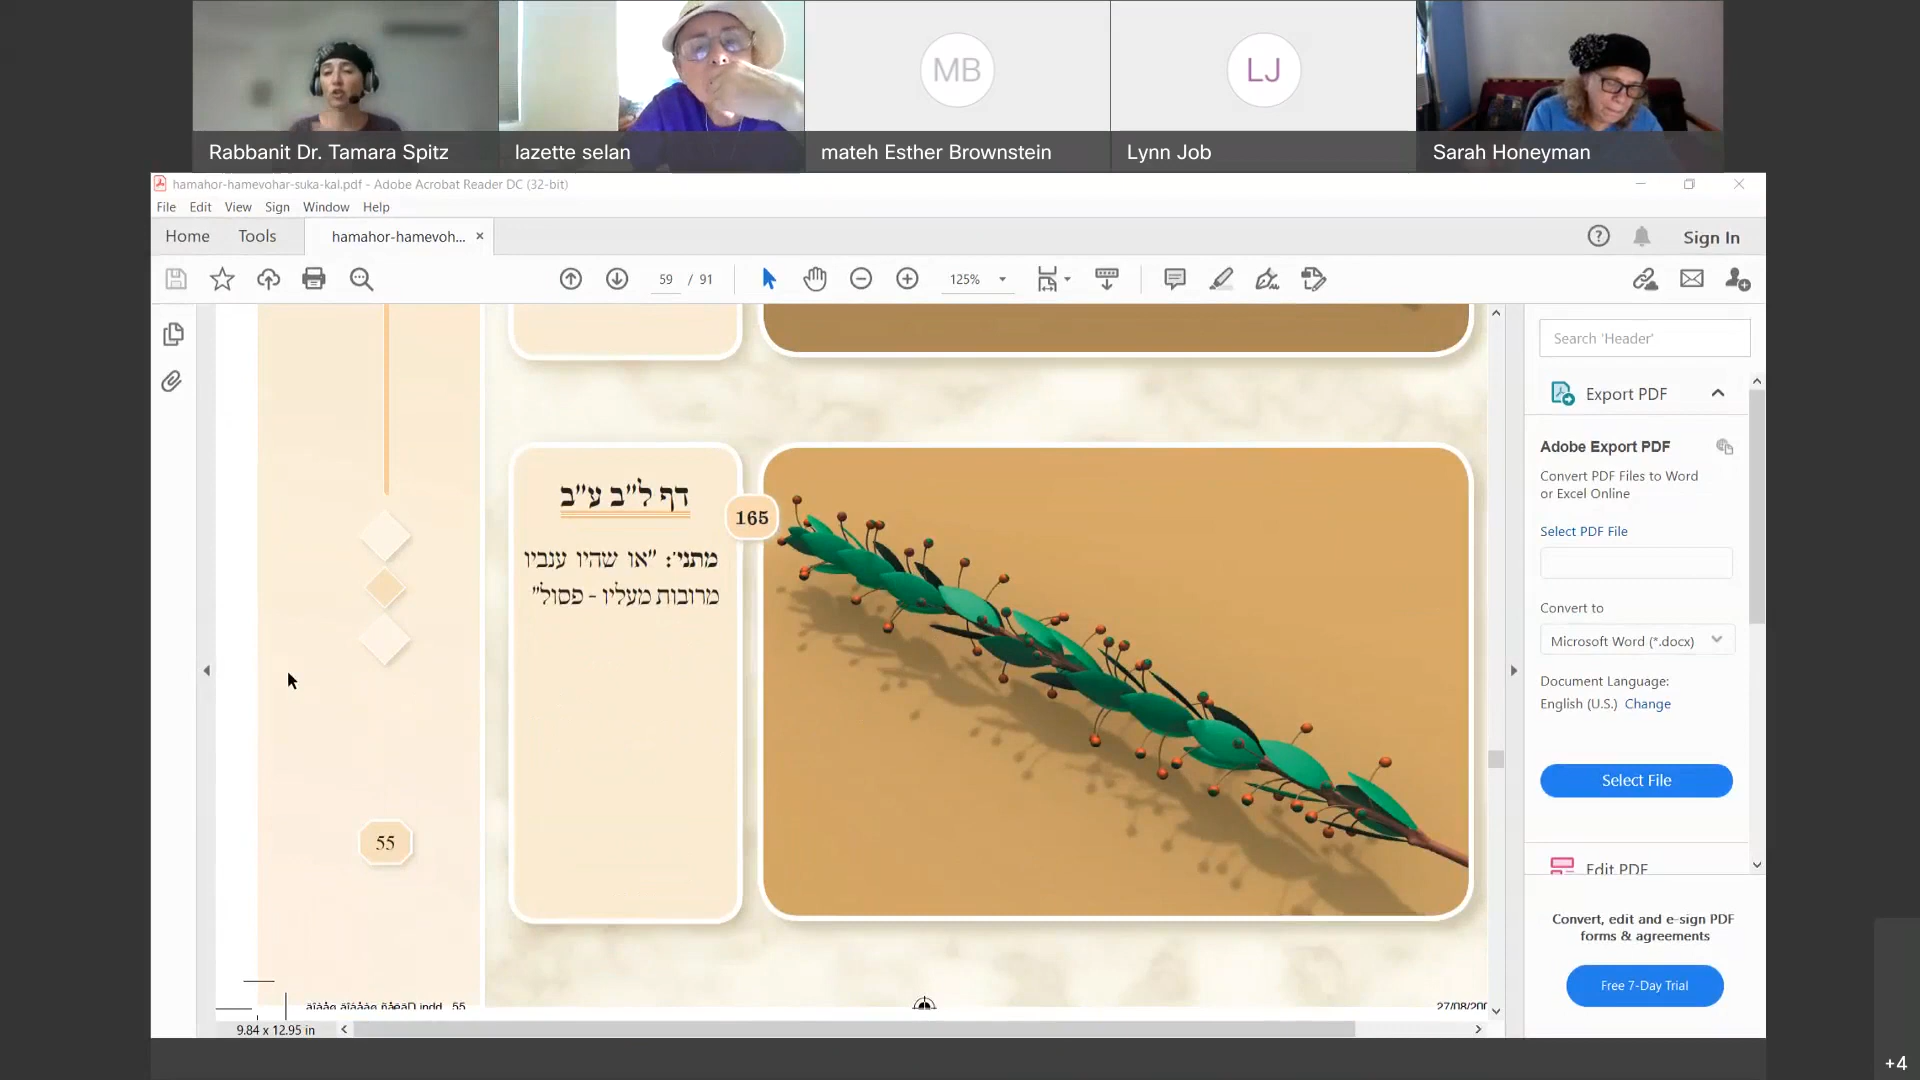 MB
LJ
Rabbanit Dr. Tamara Spitz
lazette selan
mateh Esther Brownstein
Lynn Job
Sarah Honeyman
hamahor-hamevohar-suka-kal.pdf - Adobe Acrobat Reader DC (32-bit)
File Edit View Sign Window Help
Home Tools hamahor-hamevoh... ×
Sign In
59 / 91
125%
Search 'Header'
Export PDF
Adobe Export PDF
Convert PDF Files to Word
or Excel Online
Select PDF File
Convert to
Microsoft Word (*.docx)
Document Language:
English (U.S.) Change
Select File
Edit PDF
Convert, edit and e-sign PDF
forms & agreements
Free 7-Day Trial
דף ל"ב ע"ב
165
מתני': "או שהיו ענביו
מרובות מעליו - פסול"
55
.indd 55
9.84 x 12.95 in
+4